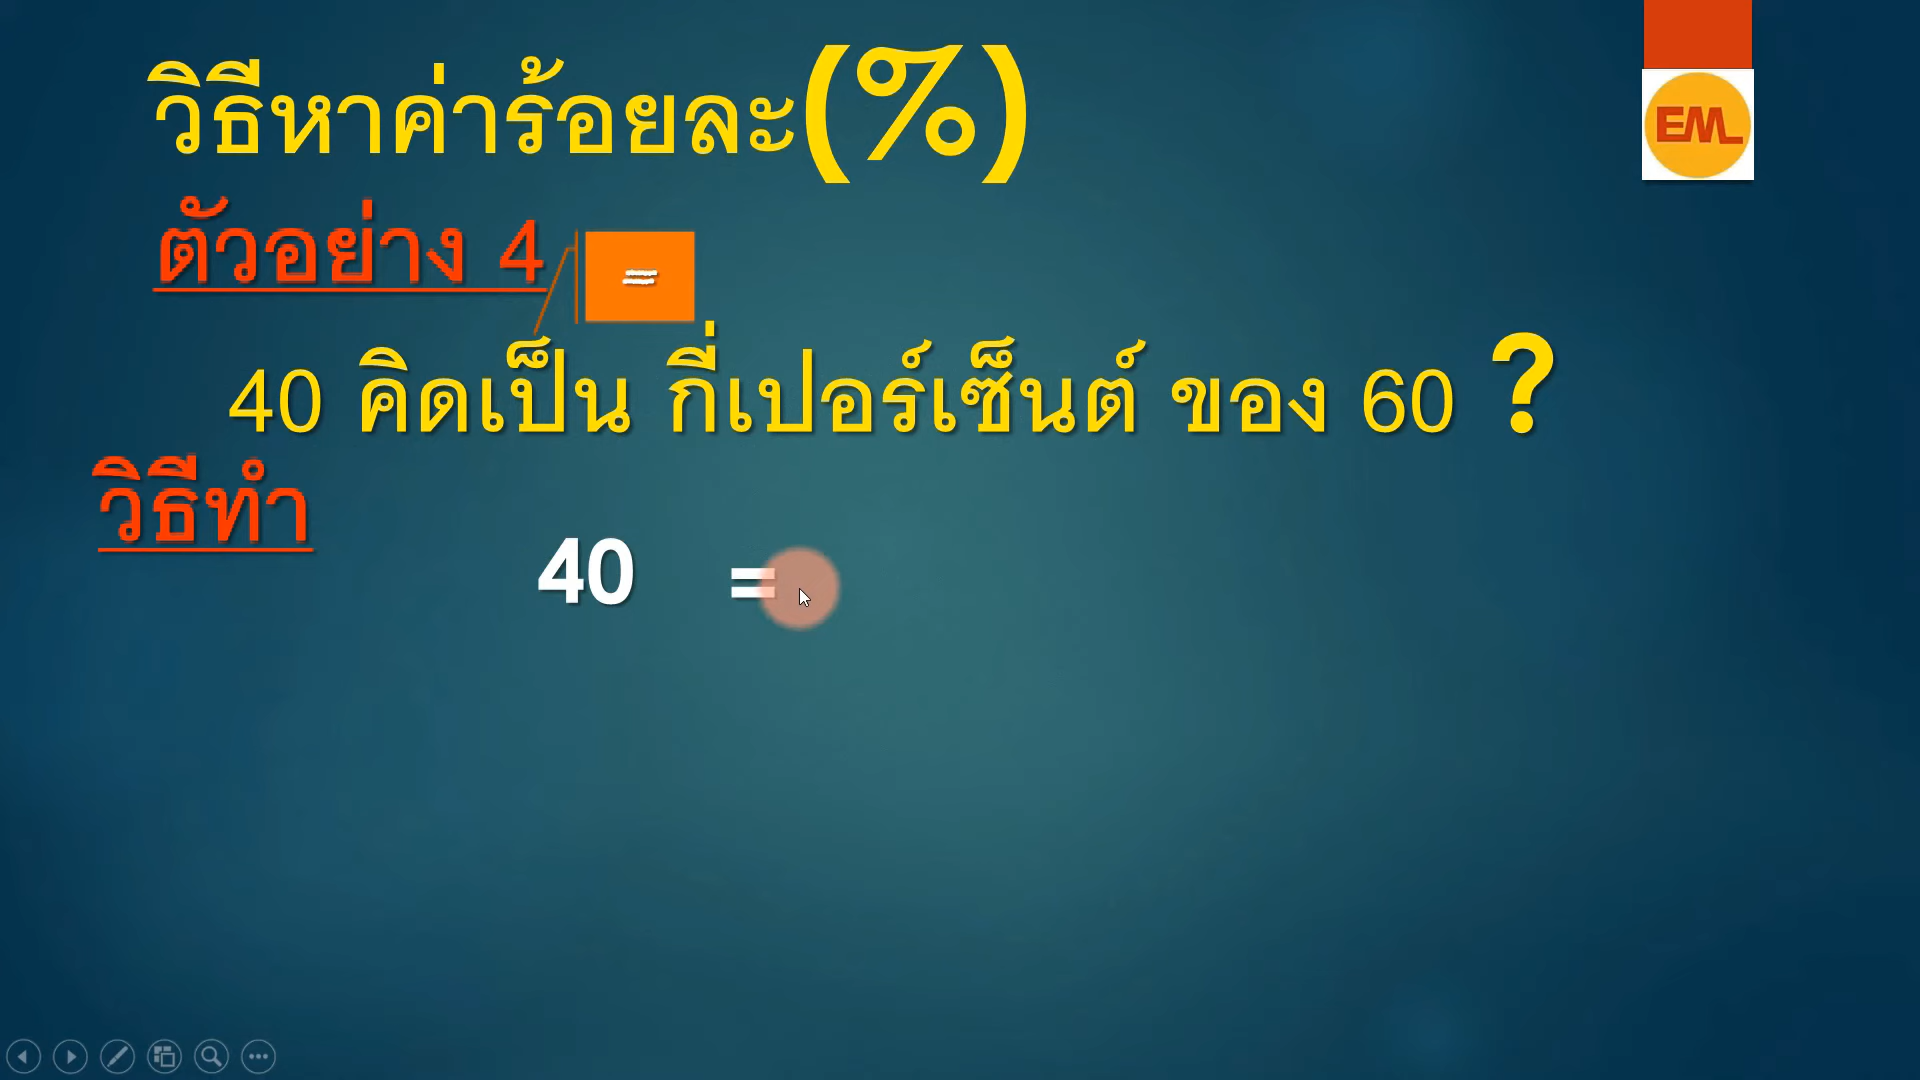 วิธีหาค่าร้อยละ(%)
EML
ตัวอย่าง 4
=
40 คิดเป็น กี่เปอร์เซ็นต์ ของ 60 ?
วิธีทำ
40 =